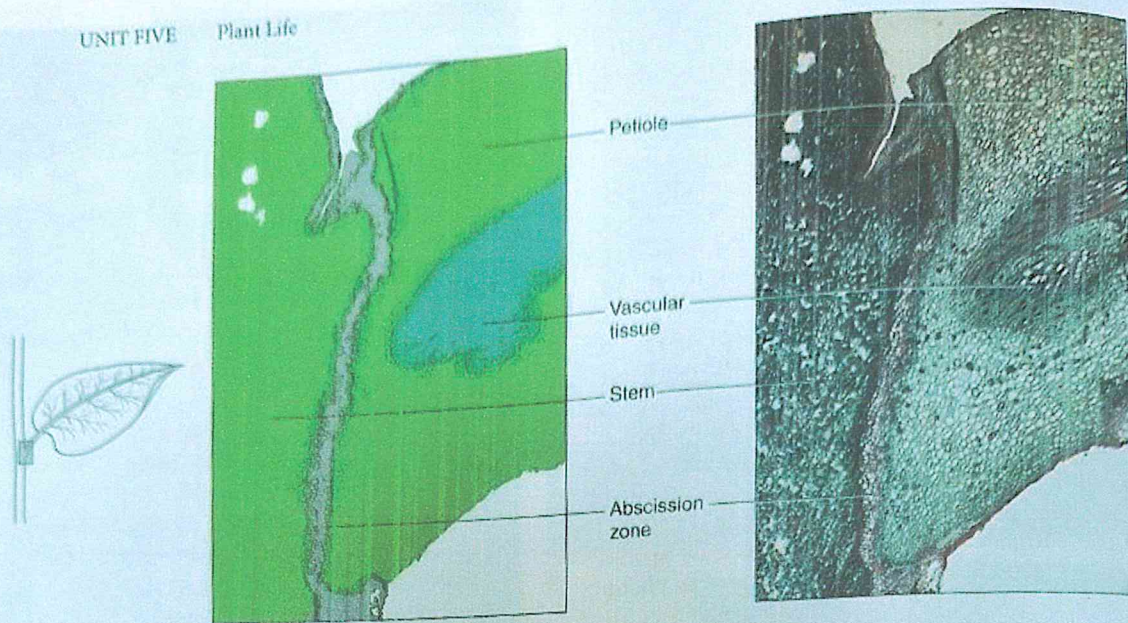 UNIT FIVE Plant Life
Petiole
Vascular
tissue
Stem
Abscission
zone